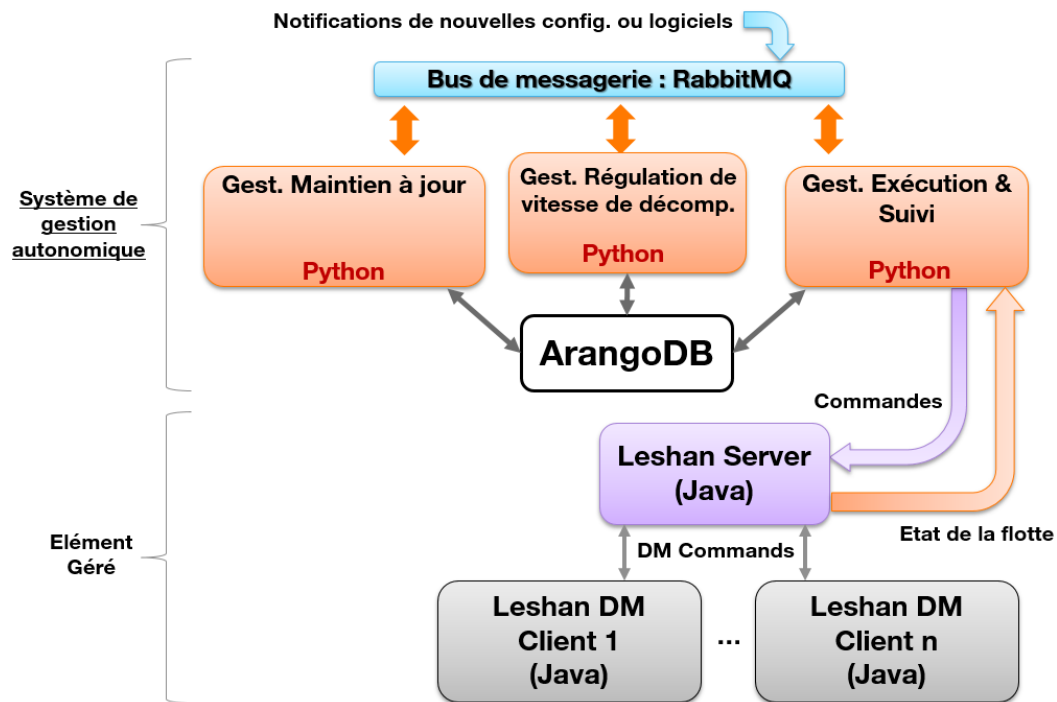 Notifications de nouvelles config. ou logiciels
Bus de messagerie : RabbitMQ
Système de
gestion
autonomique
Gest. Maintien à jour
Python
Gest. Régulation de
vitesse de décomp.
Python
Gest. Exécution &
Suivi
Python
ArangoDB
Commandes
Leshan Server
(Java)
Etat de la flotte
Elément
Géré
DM Commands
Leshan DM
Client 1
(Java)
...
Leshan DM
Client n
(Java)